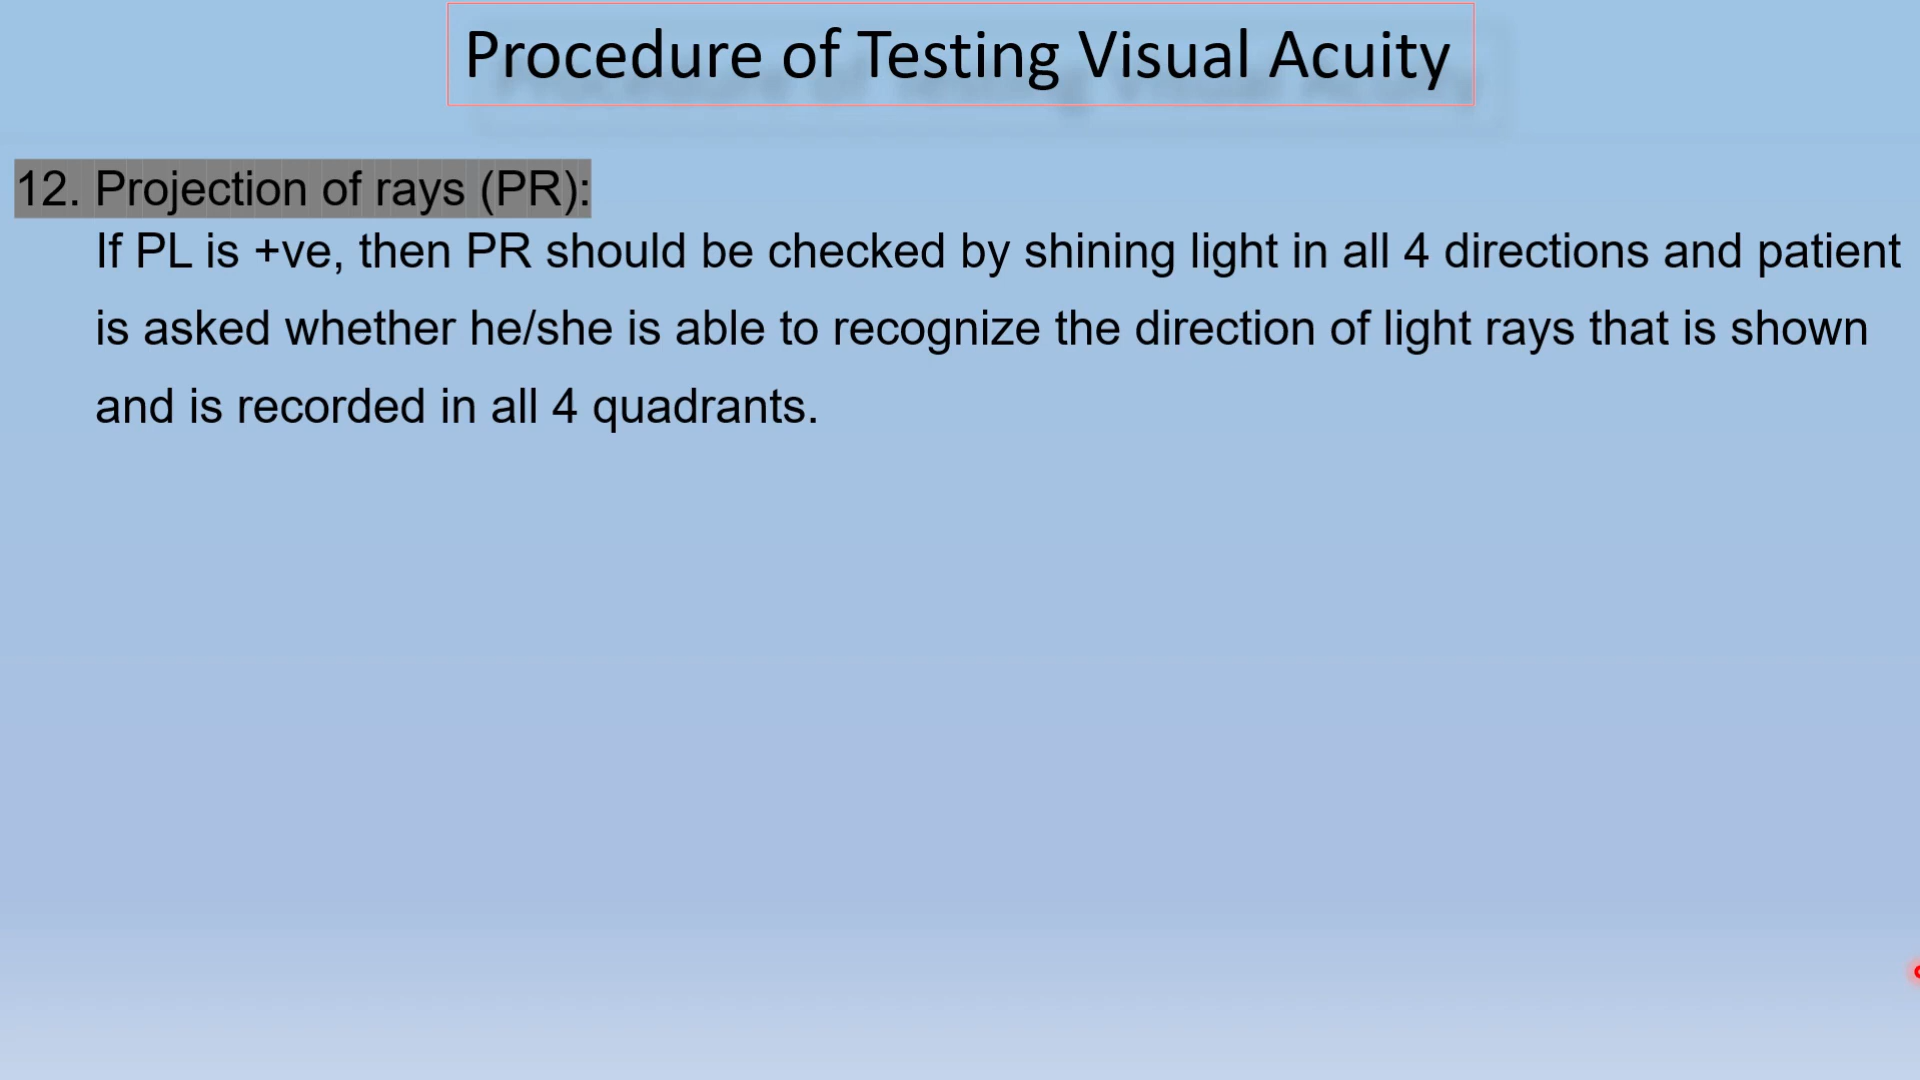 Procedure of Testing Visual Acuity
12. Projection of rays (PR):
If PL is +ve, then PR should be checked by shining light in all 4 directions and patient
is asked whether he/she is able to recognize the direction of light rays that is shown
and is recorded in all 4 quadrants.